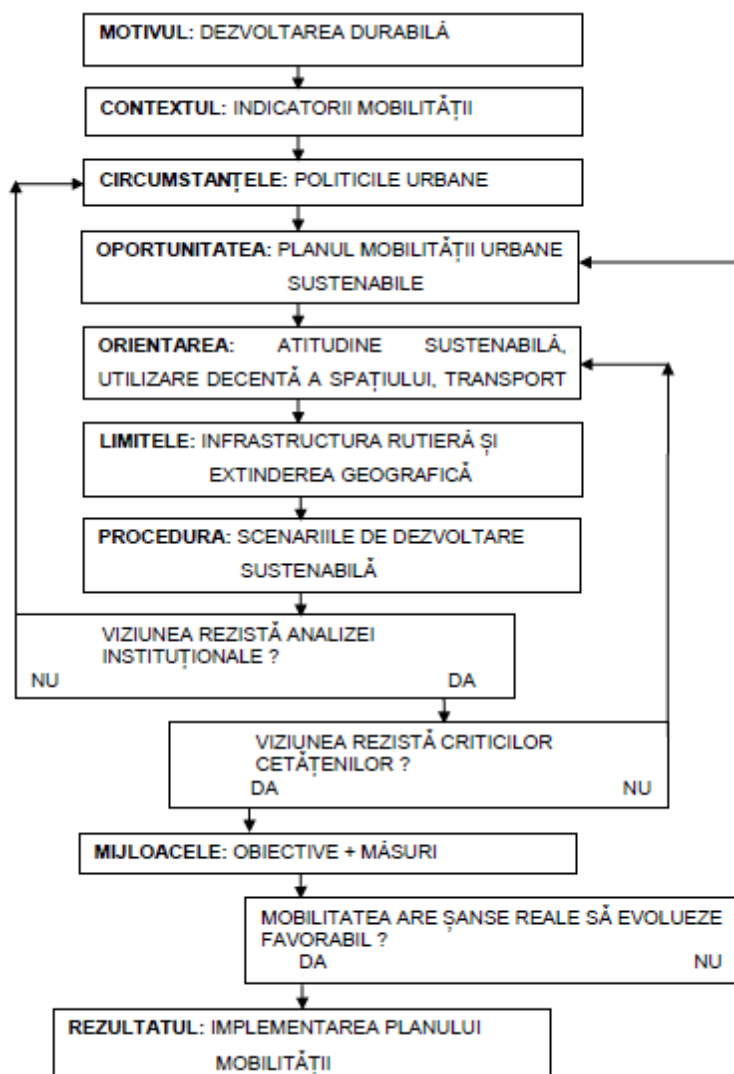 MOTIVUL: DEZVOLTAREA DURABILĂ
CONTEXTUL: INDICATORII MOBILITĂȚII
CIRCUMSTANȚELE: POLITICILE URBANE
OPORTUNITATEA: PLANUL MOBILITĂȚII URBANE
SUSTENABILE
ORIENTAREA: ATITUDINE SUSTENABILĂ,
UTILIZARE DECENTĂ A SPAȚIULUI, TRANSPORT
LIMITELE: INFRASTRUCTURA RUTIERĂ ȘI
EXTINDEREA GEOGRAFICĂ
PROCEDURA: SCENARIILE DE DEZVOLTARE
SUSTENABILĂ
VIZIUNEA REZISTĂ ANALIZEI
INSTITUȚIONALE ?
NU DA
VIZIUNEA REZISTĂ CRITICILOR
CETĂȚENILOR ?
DA NU
MIJLOACELE: OBIECTIVE + MĂSURI
MOBILITATEA ARE ȘANSE REALE SĂ EVOLUEZE
FAVORABIL ?
DA NU
REZULTATUL: IMPLEMENTAREA PLANULUI
MOBILITĂȚII